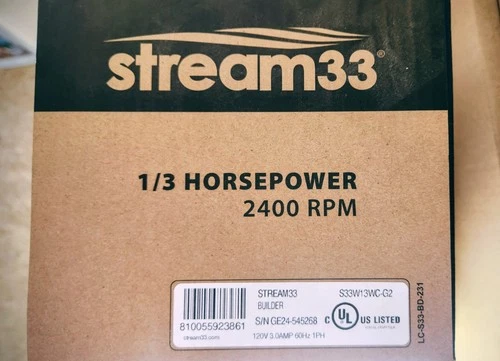 stream33®
1/3 HORSEPOWER
2400 RPM
STREAM33 S33W13WC-G2
BUILDER
S/N GE24-545268 C UL US LISTED
810055923861
stream33.com 120V 3.0AMP 60Hz 1PH
LC-S33-BD-231